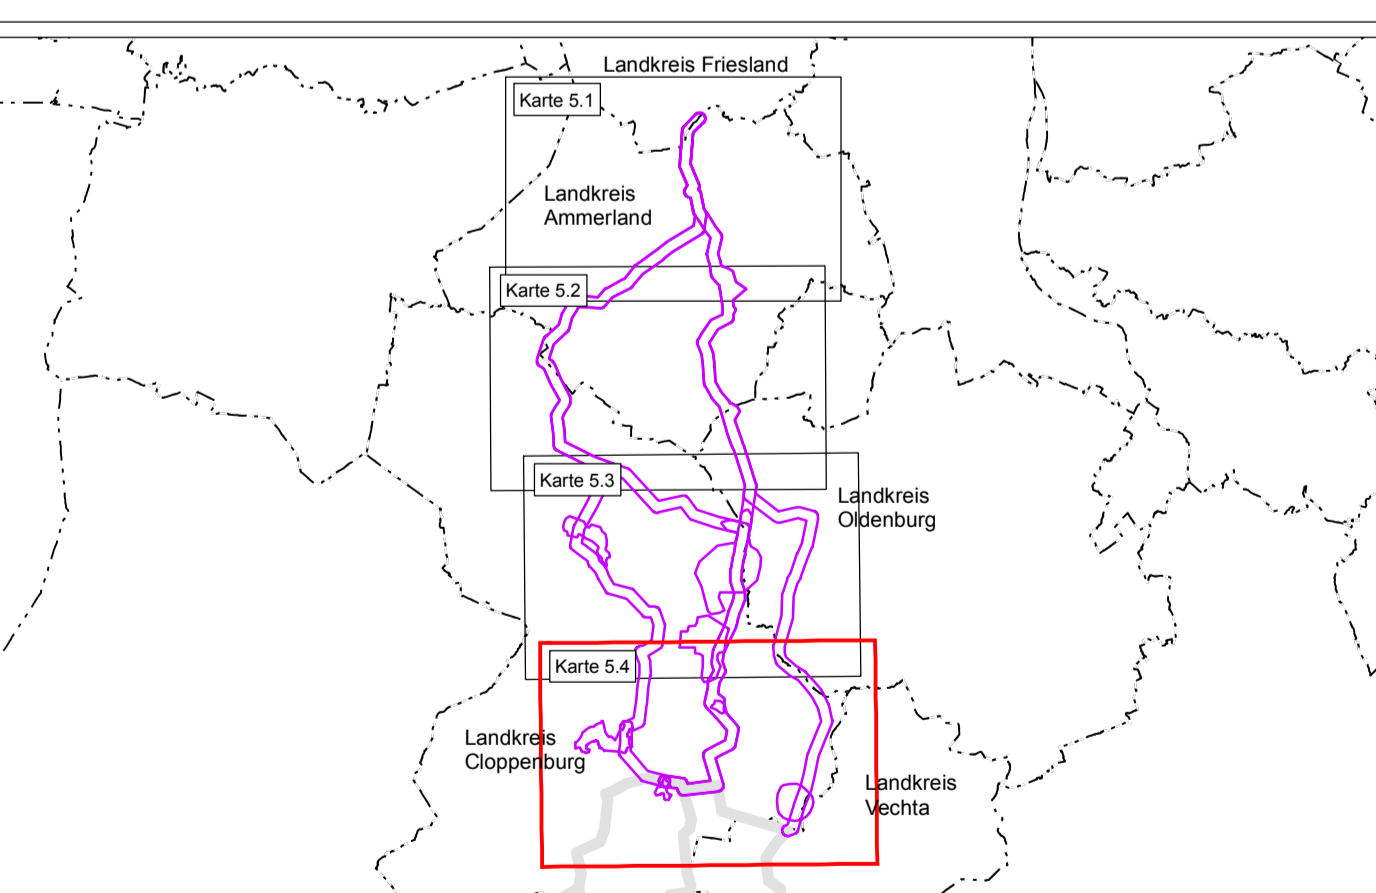 Landkreis Friesland
Karte 5.1
Landkreis
Ammerland
Karte 5.2
Karte 5.3
Landkreis
Oldenburg
Karte 5.4
Landkreis
Cloppenburg
Landkreis
Vechta